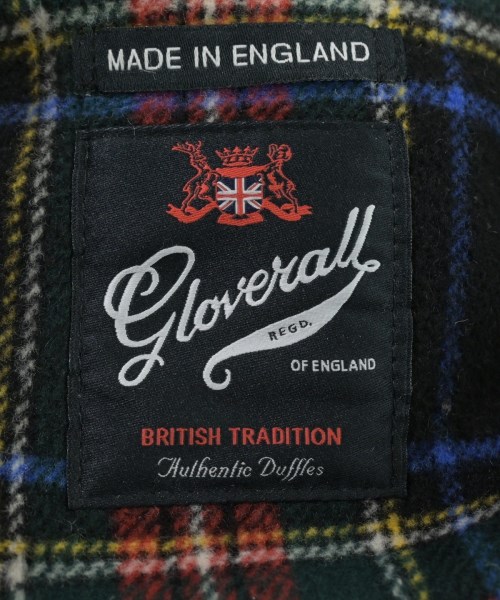 MADE IN ENGLAND
Gloverall
REGD.
OF ENGLAND
BRITISH TRADITION
Authentic Duffles